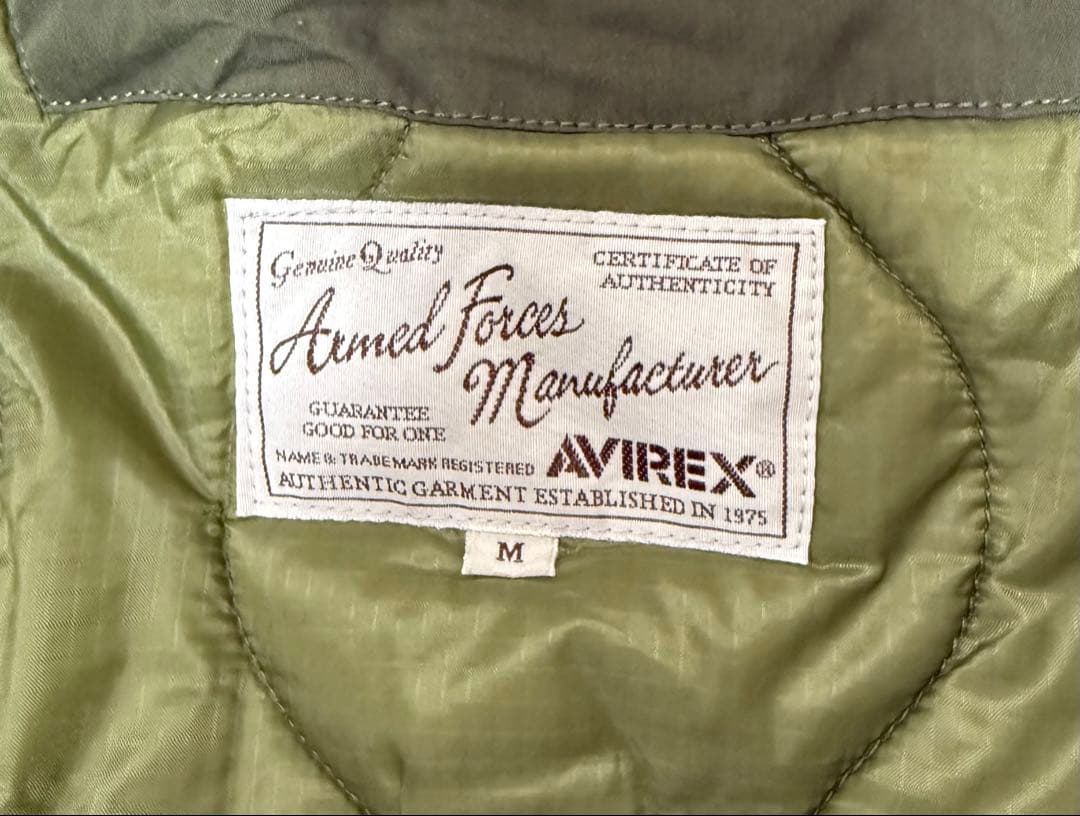 Genuine Quality
CERTIFICATE OF
AUTHENTICITY
Armed Forces
Manufacturer
GUARANTEE
GOOD FOR ONE
NAME & TRADEMARK REGISTERED
AVIREX®
AUTHENTIC GARMENT ESTABLISHED IN 1975
M